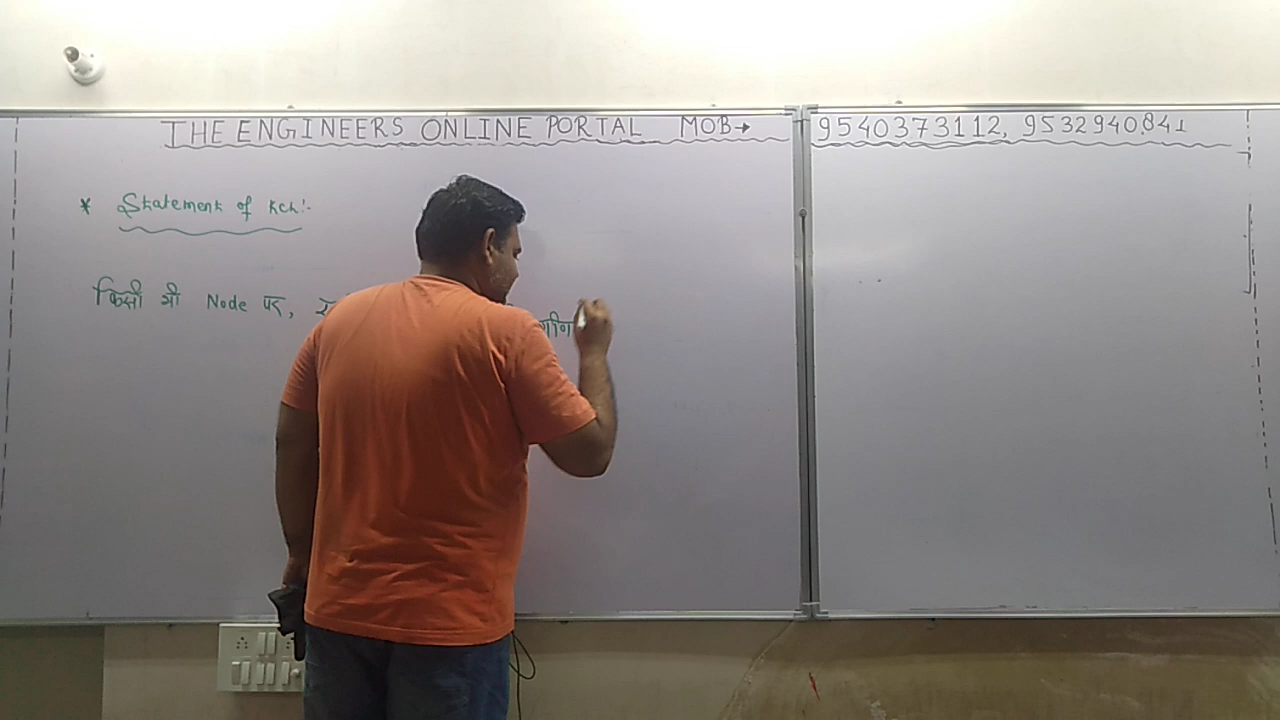 THE ENGINEERS ONLINE PORTAL MOB→ 9540373112, 9532940841
* Statement of KCL:-
किसी भी Node पर,